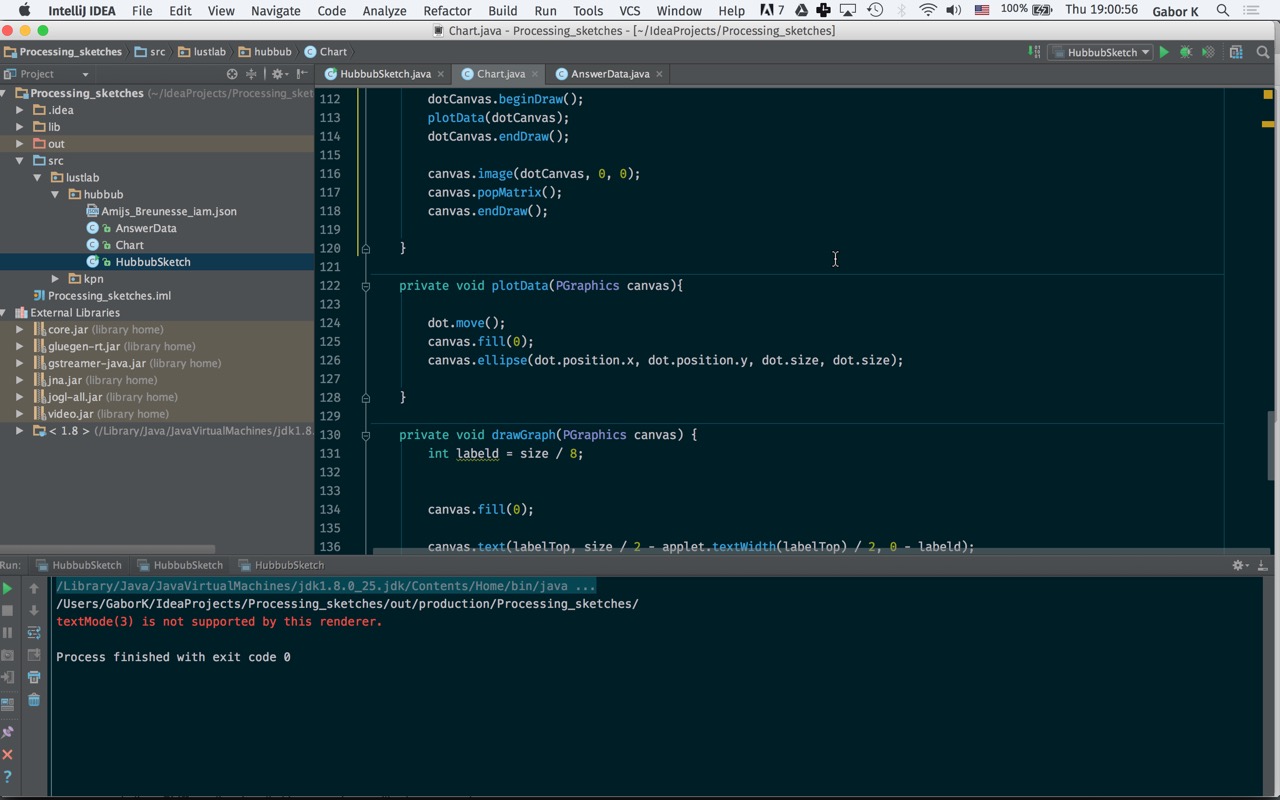 IntelliJ IDEA File Edit View Navigate Code Analyze Refactor Build Run Tools VCS Window Help 7 100% Thu 19:00:56 Gabor K
Chart.java - Processing_sketches - [~/IdeaProjects/Processing_sketches]
Processing_sketches src lustlab hubbub Chart HubbubSketch
Project HubbubSketch.java Chart.java AnswerData.java
Processing_sketches (~/IdeaProjects/Processing_sket
.idea
lib
out
src
lustlab
hubbub
Amijs_Breunesse_iam.json
AnswerData
Chart
HubbubSketch
kpn
Processing_sketches.iml
External Libraries
core.jar (library home)
gluegen-rt.jar (library home)
gstreamer-java.jar (library home)
jna.jar (library home)
jogl-all.jar (library home)
video.jar (library home)
< 1.8 > (/Library/Java/JavaVirtualMachines/jdk1.8.
112 dotCanvas.beginDraw();
113 plotData(dotCanvas);
114 dotCanvas.endDraw();
115
116 canvas.image(dotCanvas, 0, 0);
117 canvas.popMatrix();
118 canvas.endDraw();
119
120 }
121
122 private void plotData(PGraphics canvas){
123
124 dot.move();
125 canvas.fill(0);
126 canvas.ellipse(dot.position.x, dot.position.y, dot.size, dot.size);
127
128 }
129
130 private void drawGraph(PGraphics canvas) {
131 int labeld = size / 8;
132
133
134 canvas.fill(0);
135
136 canvas.text(labelTop, size / 2 - applet.textWidth(labelTop) / 2, 0 - labeld);
Run: HubbubSketch HubbubSketch HubbubSketch
/Library/Java/JavaVirtualMachines/jdk1.8.0_25.jdk/Contents/Home/bin/java ...
/Users/GaborK/IdeaProjects/Processing_sketches/out/production/Processing_sketches/
textMode(3) is not supported by this renderer.
Process finished with exit code 0